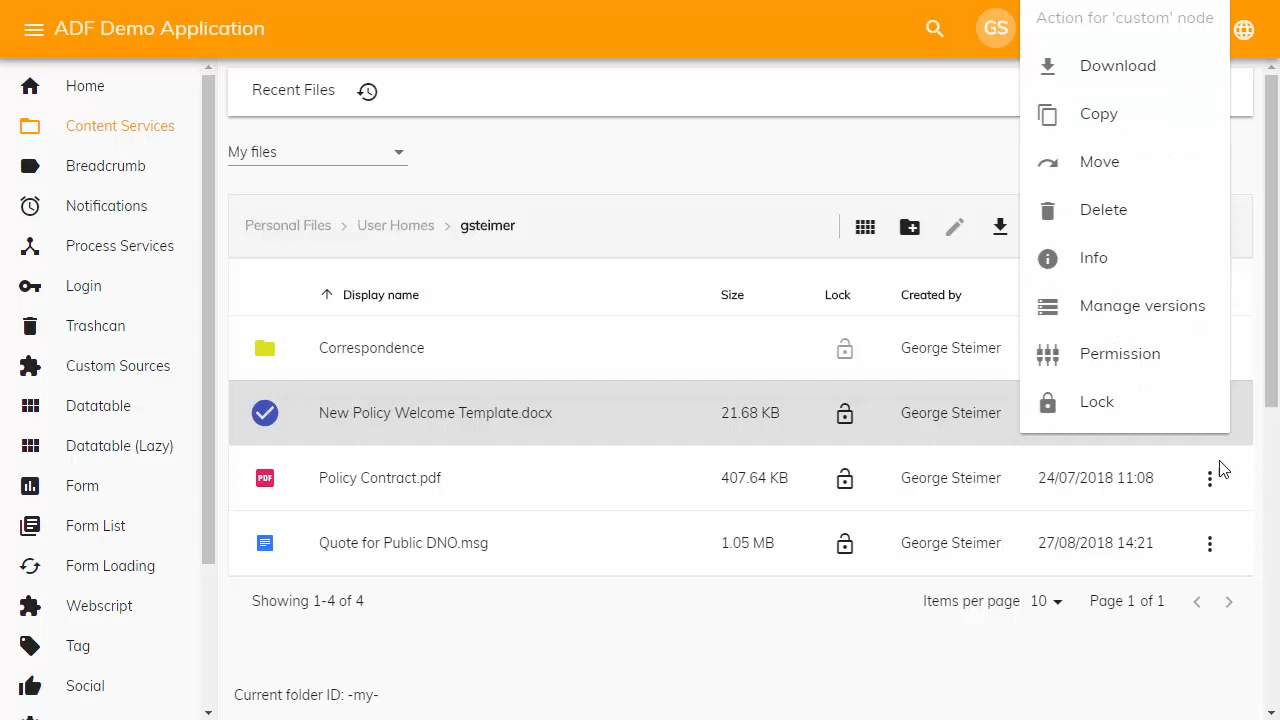 ADF Demo Application
GS
Action for 'custom' node
Download
Copy
Move
Delete
Info
Manage versions
Permission
Lock
Home
Content Services
Breadcrumb
Notifications
Process Services
Login
Trashcan
Custom Sources
Datatable
Datatable (Lazy)
Form
Form List
Form Loading
Webscript
Tag
Social
Recent Files
My files
Personal Files > User Homes > gsteimer
Display name Size Lock Created by
Correspondence George Steimer
New Policy Welcome Template.docx 21.68 KB George Steimer
PDF Policy Contract.pdf 407.64 KB George Steimer 24/07/2018 11:08
Quote for Public DNO.msg 1.05 MB George Steimer 27/08/2018 14:21
Showing 1-4 of 4 Items per page 10 Page 1 of 1
Current folder ID: -my-